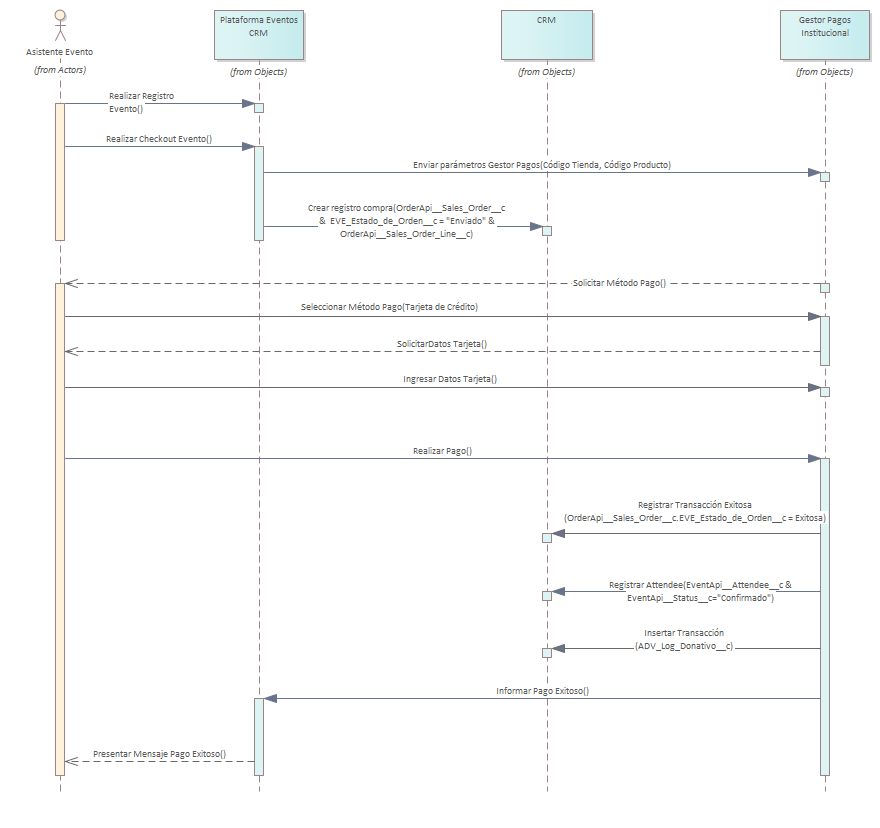 Plataforma Eventos
CRM
CRM
Gestor Pagos
Institucional
Asistente Evento
(from Actors)
(from Objects)
(from Objects)
(from Objects)
Realizar Registro
Evento()
Realizar Checkout Evento()
Enviar parámetros Gestor Pagos(Código Tienda, Código Producto)
Crear registro compra(OrderApi__Sales_Order__c
& EVE_Estado_de_Orden__c = "Enviado" &
OrderApi__Sales_Order_Line__c)
Solicitar Método Pago()
Seleccionar Método Pago(Tarjeta de Crédito)
SolicitarDatos Tarjeta()
Ingresar Datos Tarjeta()
Realizar Pago()
Registrar Transacción Exitosa
(OrderApi__Sales_Order__c.EVE_Estado_de_Orden__c = Exitosa)
Registrar Attendee(EventApi__Attendee__c &
EventApi__Status__c="Confirmado")
Insertar Transacción
(ADV_Log_Donativo__c)
Informar Pago Exitoso()
Presentar Mensaje Pago Exitoso()